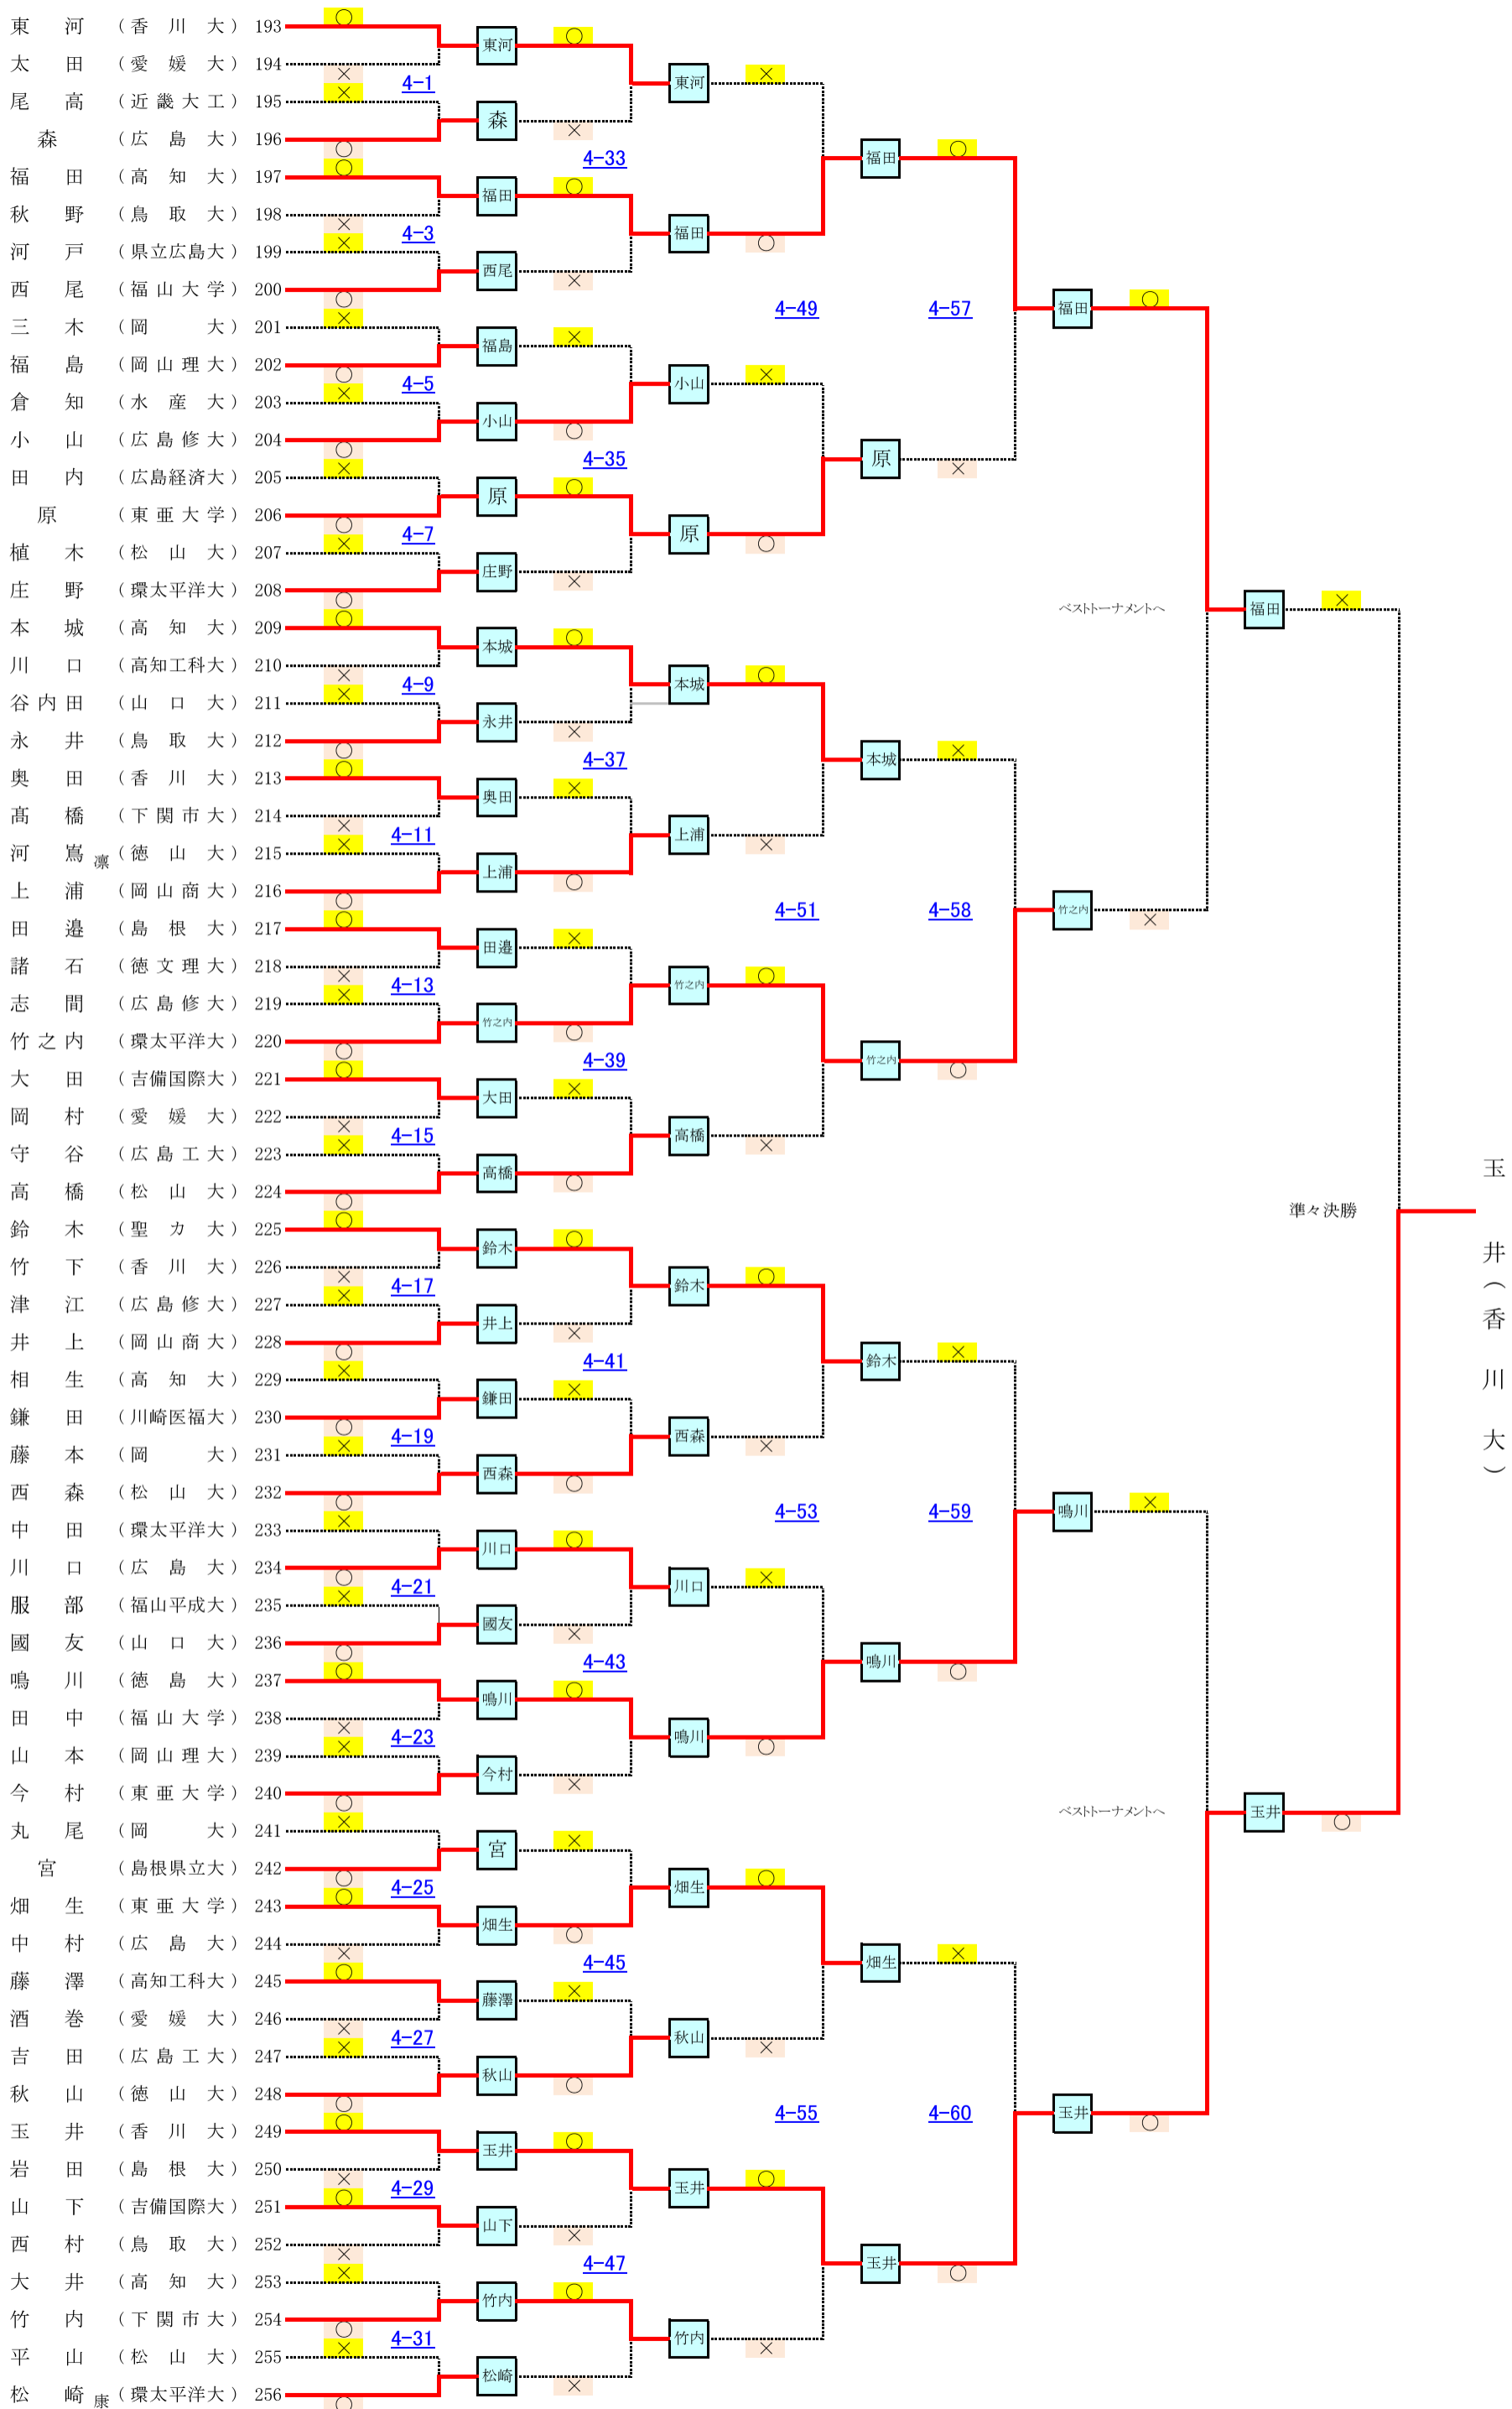 東河（香川大）193
太田（愛媛大）194
尾高（近畿大工）195
森（広島大）196
福田（高知大）197
秋野（鳥取大）198
河戸（県立広島大）199
西尾（福山大学）200
三木（岡大）201
福島（岡山理大）202
倉知（水産大）203
小山（広島修大）204
田内（広島経済大）205
原（東亜大学）206
植木（松山大）207
庄野（環太平洋大）208
本城（高知大）209
川口（高知工科大）210
谷内田（山口大）211
永井（鳥取大）212
奥田（香川大）213
髙橋（下関市大）214
河嶌凛（徳山大）215
上浦（岡山商大）216
田邉（島根大）217
諸石（徳文理大）218
志間（広島修大）219
竹之内（環太平洋大）220
大田（吉備国際大）221
岡村（愛媛大）222
守谷（広島工大）223
高橋（松山大）224
鈴木（聖カ大）225
竹下（香川大）226
津江（広島修大）227
井上（岡山商大）228
相生（高知大）229
鎌田（川崎医福大）230
藤本（岡大）231
西森（松山大）232
中田（環太平洋大）233
川口（広島大）234
服部（福山平成大）235
國友（山口大）236
鳴川（徳島大）237
田中（福山大学）238
山本（岡山理大）239
今村（東亜大学）240
丸尾（岡大）241
宮（島根県立大）242
畑生（東亜大学）243
中村（広島大）244
藤澤（高知工科大）245
酒巻（愛媛大）246
吉田（広島工大）247
秋山（徳山大）248
玉井（香川大）249
岩田（島根大）250
山下（吉備国際大）251
西村（鳥取大）252
大井（高知大）253
竹内（下関市大）254
平山（松山大）255
松崎康（環太平洋大）256
○
×
×
○
○
×
×
○
×
○
×
○
×
○
×
○
○
×
×
○
○
×
×
○
○
×
×
○
○
×
×
○
○
×
×
○
×
○
×
○
×
○
×
○
○
×
×
○
×
○
○
×
○
×
×
○
○
×
○
×
×
○
×
○
4-1
4-3
4-5
4-7
4-9
4-11
4-13
4-15
4-17
4-19
4-21
4-23
4-25
4-27
4-29
4-31
東河
森
福田
西尾
福島
小山
原
庄野
本城
永井
奥田
上浦
田邉
竹之内
大田
高橋
鈴木
井上
鎌田
西森
川口
國友
鳴川
今村
宮
畑生
藤澤
秋山
玉井
山下
竹内
松崎
○
×
○
×
×
○
○
×
○
×
×
○
×
○
×
○
○
×
×
○
○
×
○
×
×
○
×
○
○
×
○
×
4-33
4-35
4-37
4-39
4-41
4-43
4-45
4-47
東河
福田
小山
原
本城
上浦
竹之内
高橋
鈴木
西森
川口
鳴川
畑生
秋山
玉井
竹内
×
○
×
○
○
×
○
×
○
×
×
○
○
×
○
×
4-49
4-51
4-53
4-55
福田
原
本城
竹之内
鈴木
鳴川
畑生
玉井
○
×
×
○
×
○
×
○
4-57
4-58
4-59
4-60
福田
竹之内
鳴川
玉井
○
×
×
○
ベストトーナメントへ
ベストトーナメントへ
福田
玉井
×
○
準々決勝
玉井（香川大）